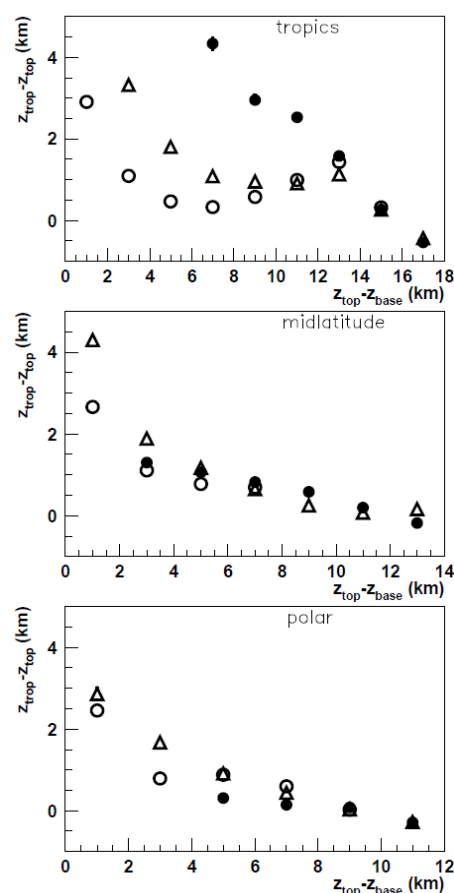 tropics
z_trop-z_top (km)
4
2
0
0 2 4 6 8 10 12 14 16 18
z_top-z_base (km)
midlatitude
z_trop-z_top (km)
4
2
0
0 2 4 6 8 10 12 14
z_top-z_base (km)
polar
z_trop-z_top (km)
4
2
0
0 2 4 6 8 10 12
z_top-z_base (km)